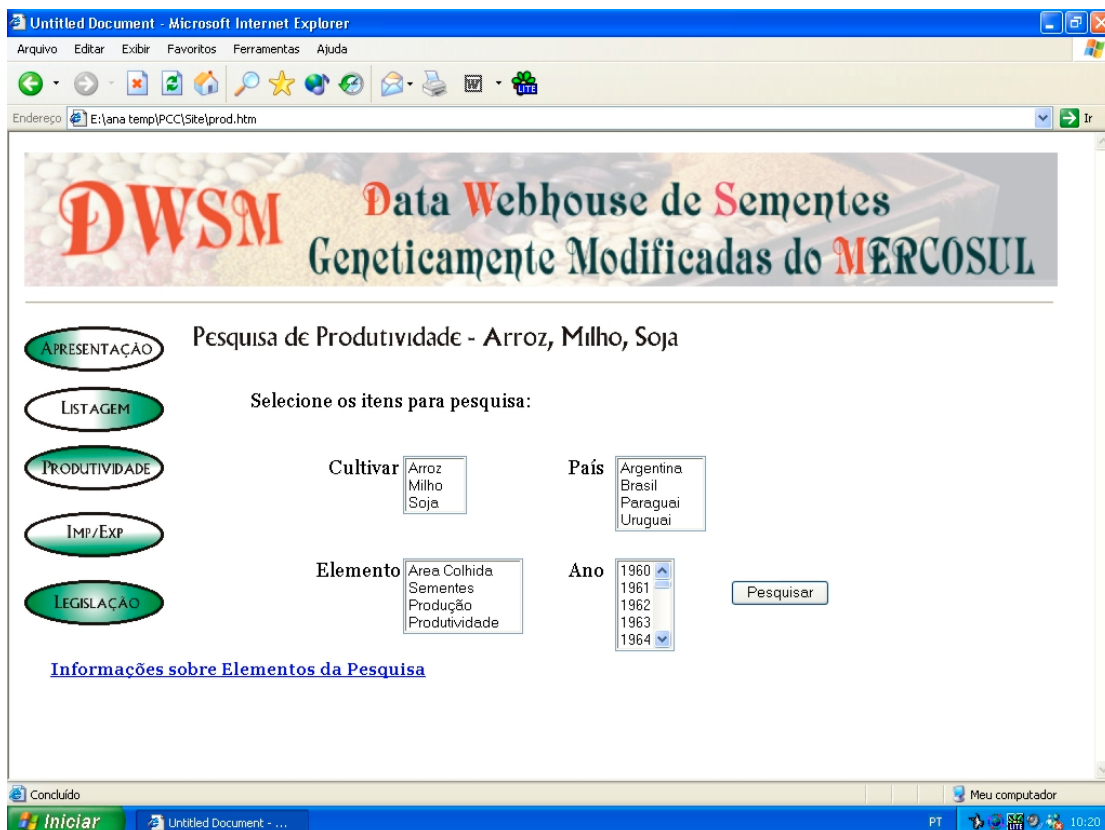 Untitled Document - Microsoft Internet Explorer
Arquivo Editar Exibir Favoritos Ferramentas Ajuda
LITE
Endereço E:\ana temp\PCC\Site\prod.htm Ir
DWSM Data Webhouse de Sementes
Geneticamente Modificadas do MERCOSUL
Pesquisa de Produtividade - Arroz, Milho, Soja
APRESENTAÇÃO
LISTAGEM
PRODUTIVIDADE
IMP/EXP
LEGISLAÇÃO
Selecione os itens para pesquisa:
Cultivar
Arroz
Milho
Soja
País
Argentina
Brasil
Paraguai
Uruguai
Elemento
Area Colhida
Sementes
Produção
Produtividade
Ano
1960
1961
1962
1963
1964
Pesquisar
Informações sobre Elementos da Pesquisa
Concluído Meu computador
Iniciar Untitled Document - ... PT LITE 10:20